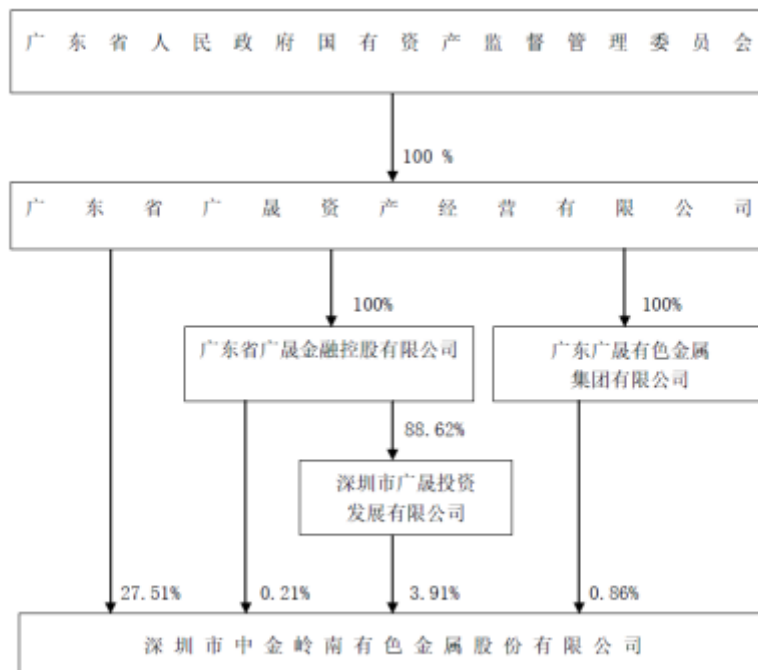 广东省人民政府国有资产监督管理委员会
100 %
广东省广晟资产经营有限公司
100%
100%
广东省广晟金融控股有限公司
广东广晟有色金属
集团有限公司
88.62%
深圳市广晟投资
发展有限公司
27.51%
0.21%
3.91%
0.86%
深圳市中金岭南有色金属股份有限公司